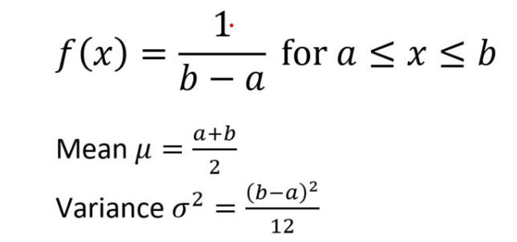 f(x) = 1/(b − a) for a ≤ x ≤ b
Mean μ = (a+b)/2
Variance σ² = (b−a)²/12